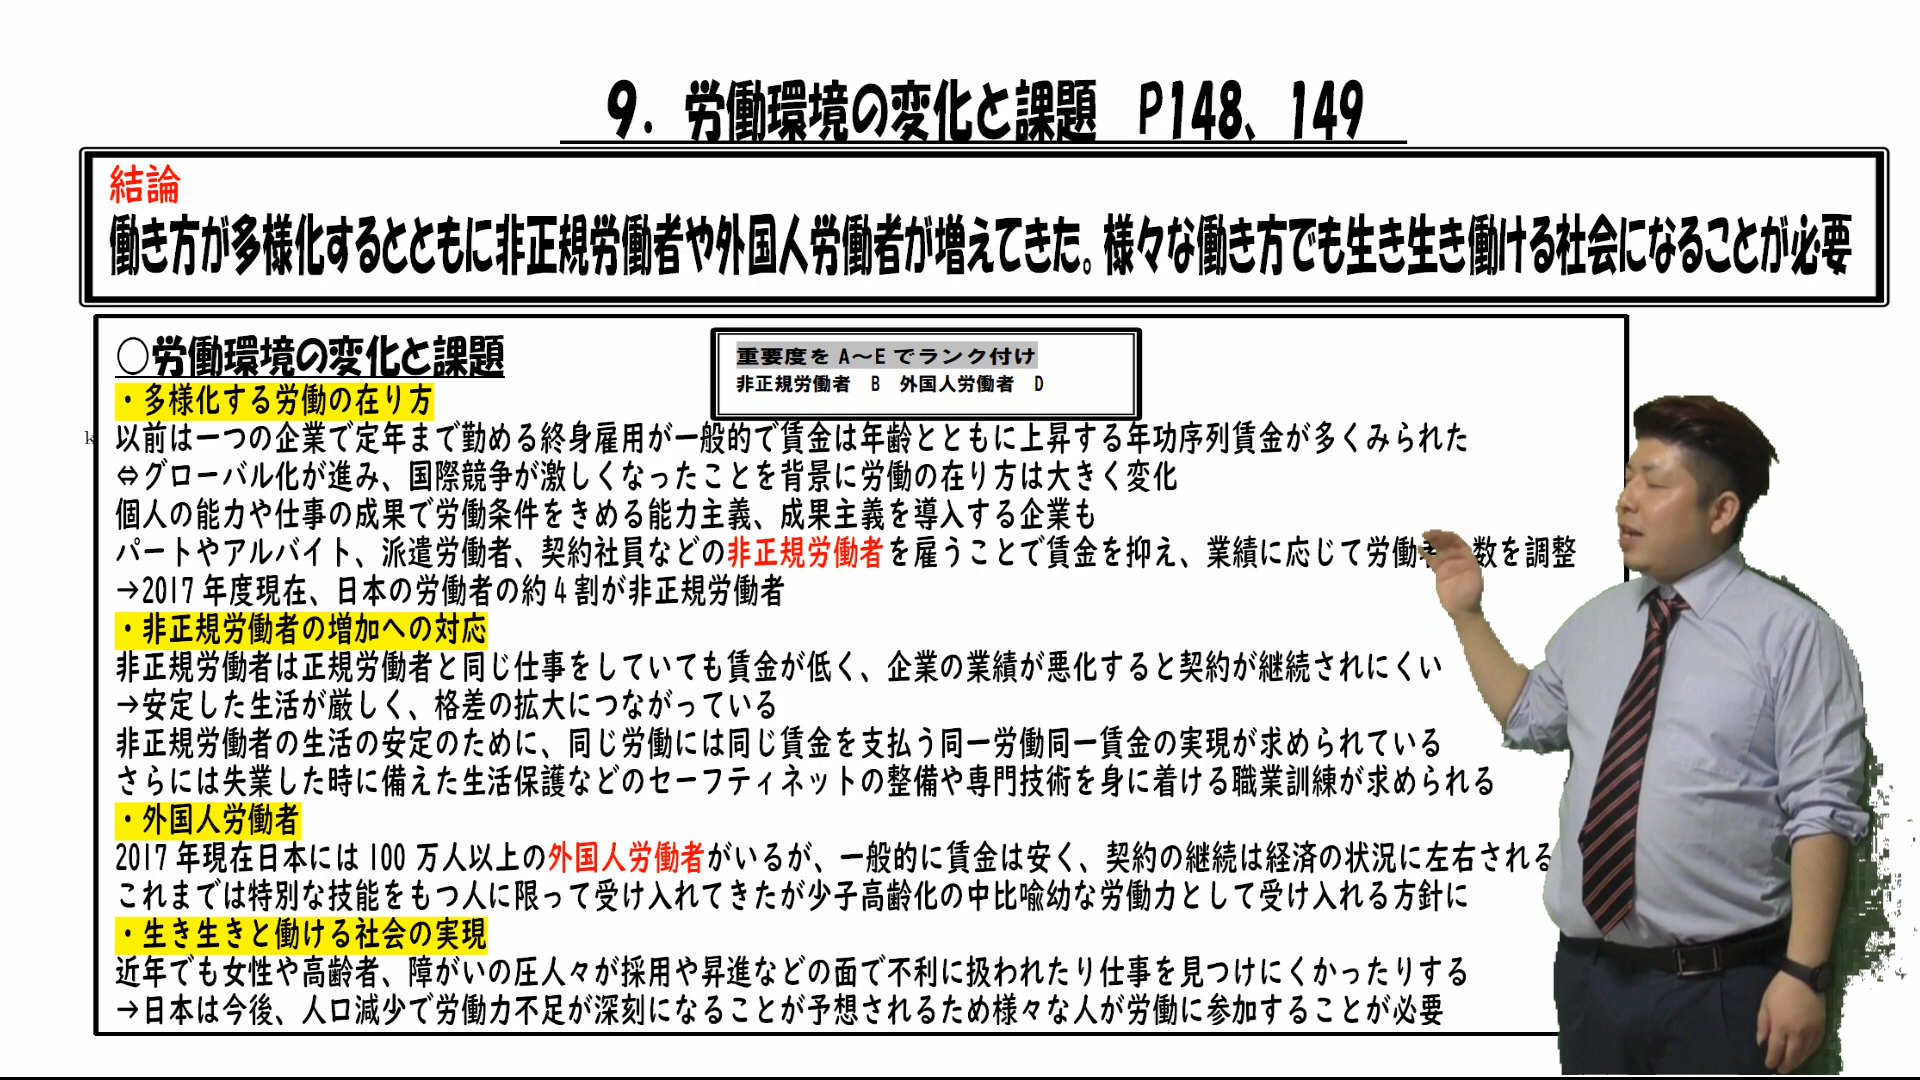 9．労働環境の変化と課題　P148、149
結論
働き方が多様化するとともに非正規労働者や外国人労働者が増えてきた。様々な働き方でも生き生き働ける社会になることが必要
○労働環境の変化と課題
重要度をA～Eでランク付け
非正規労働者　B　外国人労働者　D
・多様化する労働の在り方
k
以前は一つの企業で定年まで勤める終身雇用が一般的で賃金は年齢とともに上昇する年功序列賃金が多くみられた
⇔グローバル化が進み、国際競争が激しくなったことを背景に労働の在り方は大きく変化
個人の能力や仕事の成果で労働条件をきめる能力主義、成果主義を導入する企業も
パートやアルバイト、派遣労働者、契約社員などの非正規労働者を雇うことで賃金を抑え、業績に応じて労働 数を調整
→2017年度現在、日本の労働者の約4割が非正規労働者
・非正規労働者の増加への対応
非正規労働者は正規労働者と同じ仕事をしていても賃金が低く、企業の業績が悪化すると契約が継続されにくい
→安定した生活が厳しく、格差の拡大につながっている
非正規労働者の生活の安定のために、同じ労働には同じ賃金を支払う同一労働同一賃金の実現が求められている
さらには失業した時に備えた生活保護などのセーフティネットの整備や専門技術を身に着ける職業訓練が求められる
・外国人労働者
2017年現在日本には100万人以上の外国人労働者がいるが、一般的に賃金は安く、契約の継続は経済の状況に左右される
これまでは特別な技能をもつ人に限って受け入れてきたが少子高齢化の中比喩幼な労働力として受け入れる方針に
・生き生きと働ける社会の実現
近年でも女性や高齢者、障がいの圧人々が採用や昇進などの面で不利に扱われたり仕事を見つけにくかったりする
→日本は今後、人口減少で労働力不足が深刻になることが予想されるため様々な人が労働に参加することが必要